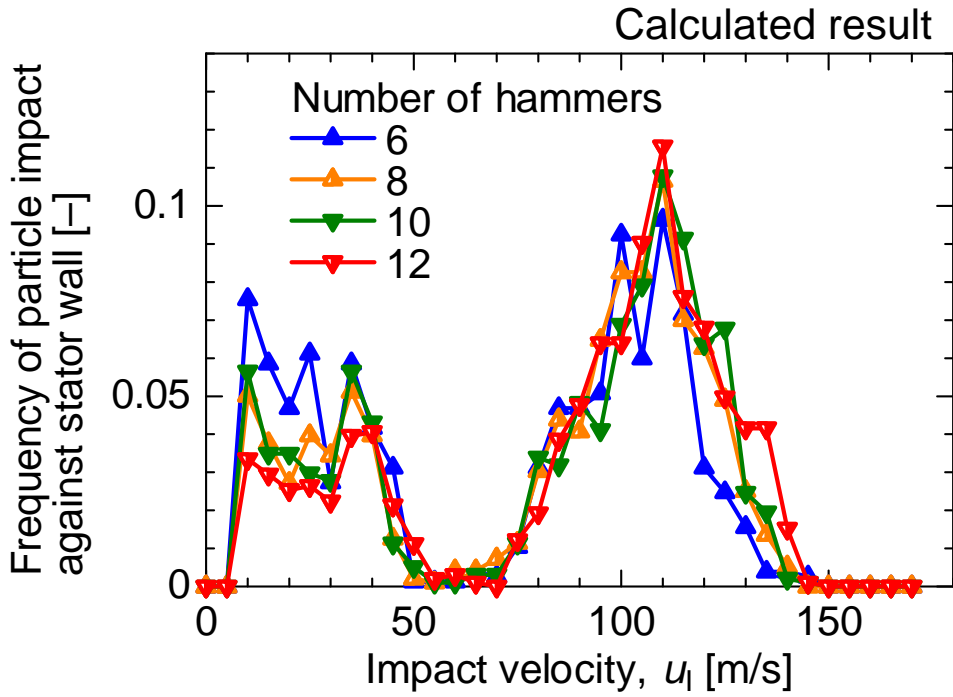 Calculated result
Frequency of particle impact
against stator wall [–]
Number of hammers
6
8
10
12
0.1
0.05
0
0
50
100
150
Impact velocity, uI [m/s]